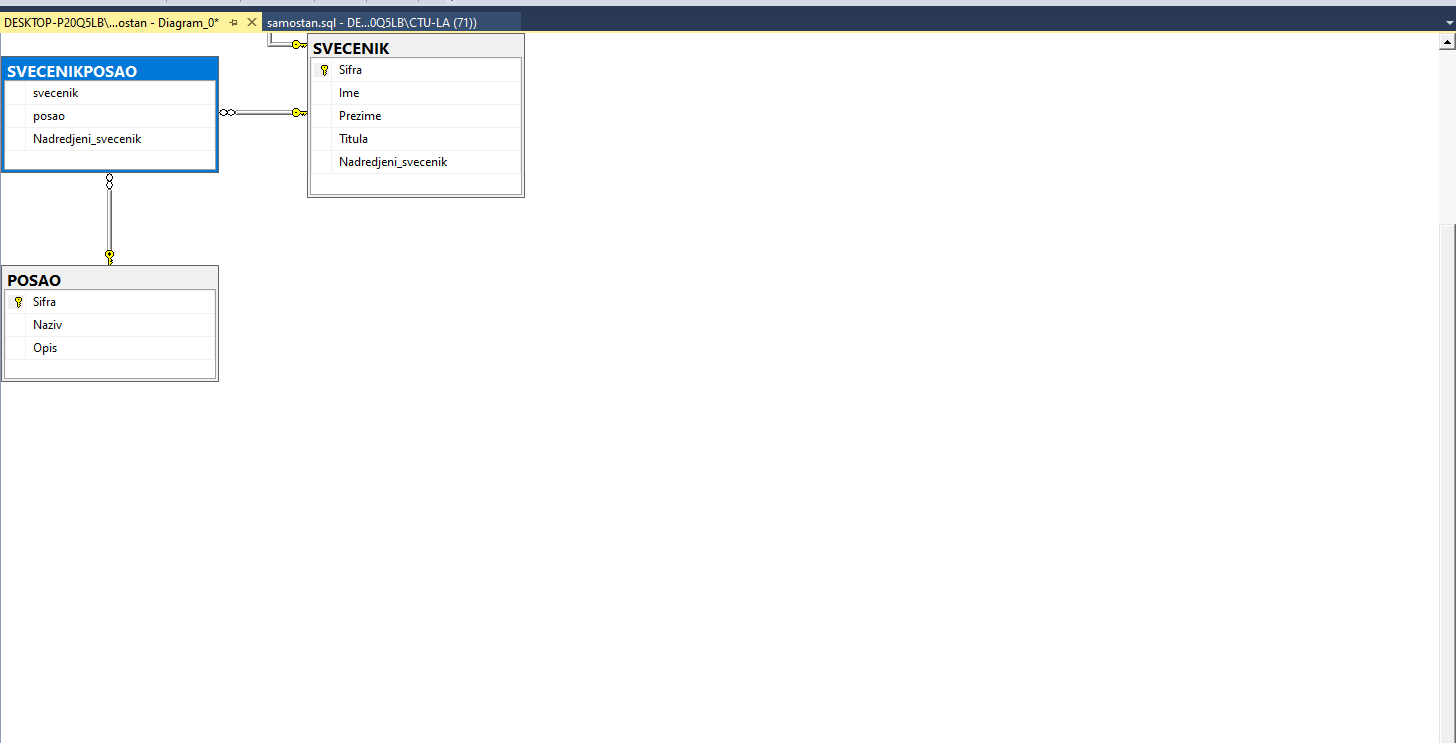 DESKTOP-P20Q5LB\...ostan - Diagram_0*
samostan.sql - DE...0Q5LB\CTU-LA (71))
SVECENIKPOSAO
svecenik
posao
Nadredjeni_svecenik
SVECENIK
Sifra
Ime
Prezime
Titula
Nadredjeni_svecenik
POSAO
Sifra
Naziv
Opis